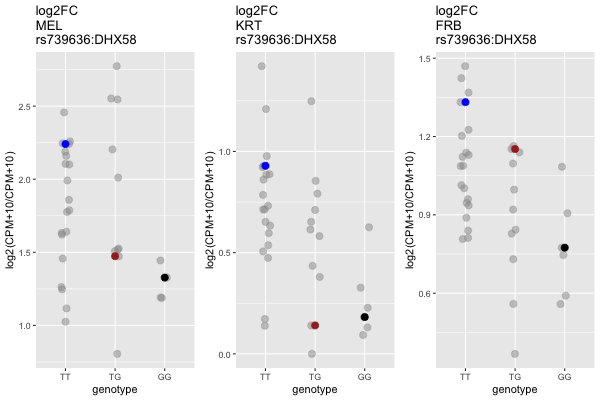 log2FC
MEL
rs739636:DHX58
log2(CPM+10/CPM+10)
2.5
2.0
1.5
1.0
TT TG GG
genotype
log2FC
KRT
rs739636:DHX58
log2(CPM+10/CPM+10)
1.0
0.5
0.0
TT TG GG
genotype
log2FC
FRB
rs739636:DHX58
log2(CPM+10/CPM+10)
1.5
1.2
0.9
0.6
TT TG GG
genotype